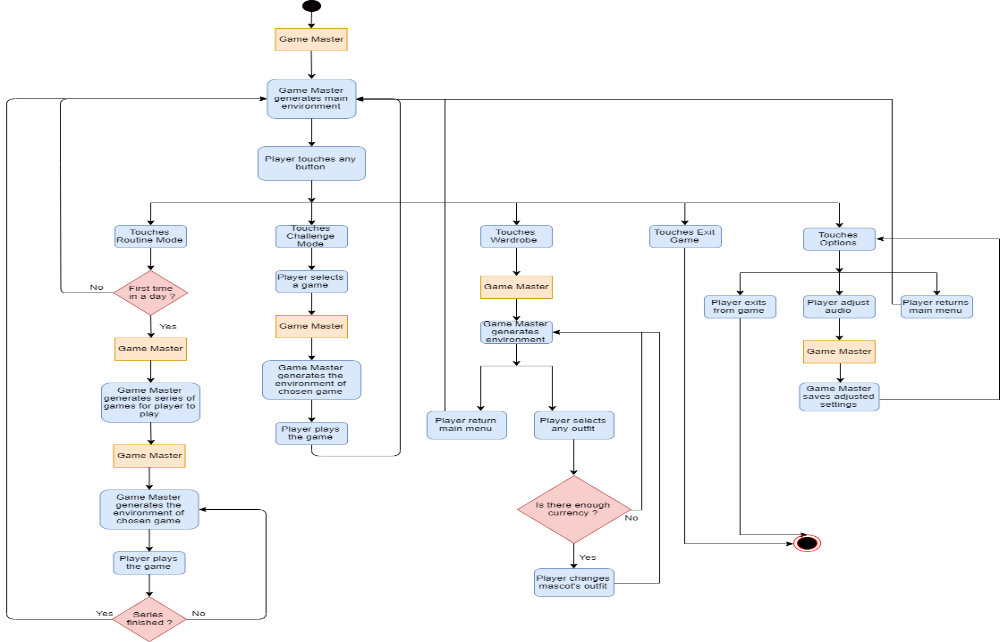 Game Master
Game Master
generates main
environment
Player touches any
button
Touches
Routine Mode
Touches
Challenge
Mode
Touches
Wardrobe
Touches Exit
Game
Touches
Options
First time
in a day ?
No
Yes
Player selects
a game
Game Master
Player exits
from game
Player adjust
audio
Player returns
main menu
Game Master
Game Master
Game Master
generates
environment
Game Master
Game Master
generates series of
games for player to
play
Game Master
generates the
environment of
chosen game
Game Master
saves adjusted
settings
Player plays
the game
Player return
main menu
Player selects
any outfit
Game Master
Game Master
generates the
environment of
chosen game
Is there enough
currency ?
No
Yes
Player plays
the game
Player changes
mascot's outfit
Series
finished ?
Yes
No